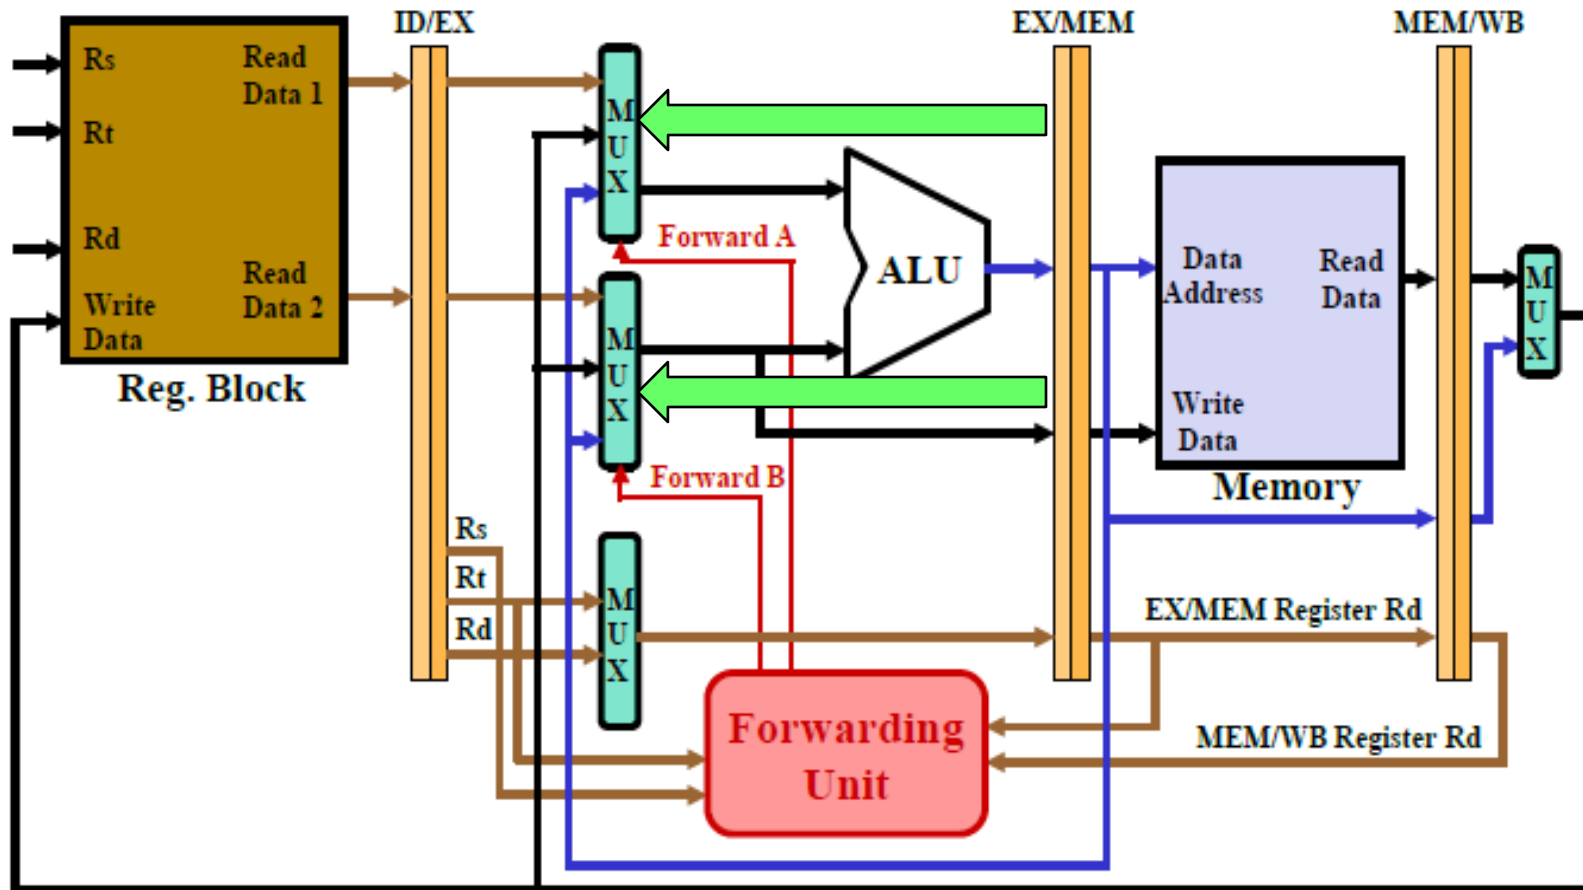 ID/EX
EX/MEM
MEM/WB
Rs
Read
Data 1
Rt
Rd
Read
Data 2
Write
Data
Reg. Block
M
U
X
Forward A
M
U
X
Forward B
ALU
Data
Address
Read
Data
Write
Data
Memory
M
U
X
Rs
Rt
Rd
M
U
X
EX/MEM Register Rd
MEM/WB Register Rd
Forwarding
Unit